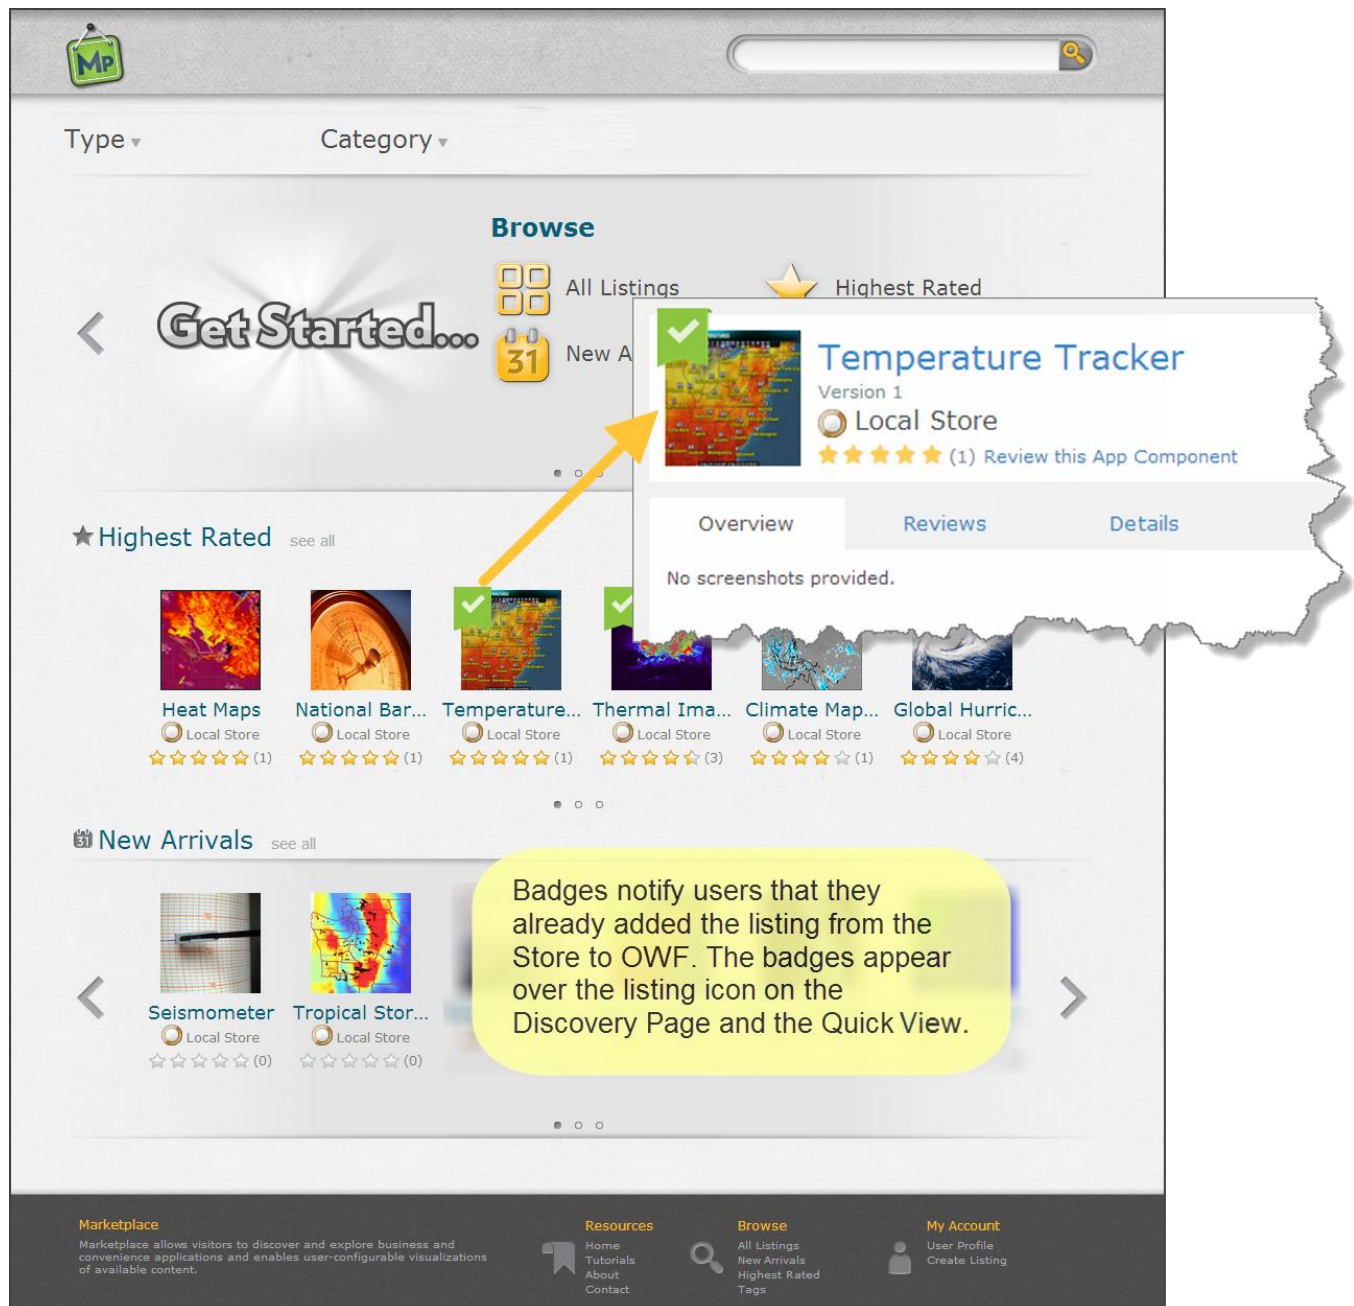 MP
Type
Category
Browse
All Listings
Highest Rated
Get Started...
31
New A
Temperature Tracker
Version 1
Local Store
(1) Review this App Component
Overview Reviews Details
No screenshots provided.
Highest Rated see all
Heat Maps National Bar... Temperature... Thermal Ima... Climate Map... Global Hurric...
Local Store Local Store Local Store Local Store Local Store Local Store
(1) (1) (1) (3) (1) (4)
31 New Arrivals see all
Badges notify users that they
already added the listing from the
Store to OWF. The badges appear
over the listing icon on the
Discovery Page and the Quick View.
Seismometer Tropical Stor...
Local Store Local Store
(0) (0)
Marketplace
Marketplace allows visitors to discover and explore business and
convenience applications and enables user-configurable visualizations
of available content.
Resources
Home
Tutorials
About
Contact
Browse
All Listings
New Arrivals
Highest Rated
Tags
My Account
User Profile
Create Listing